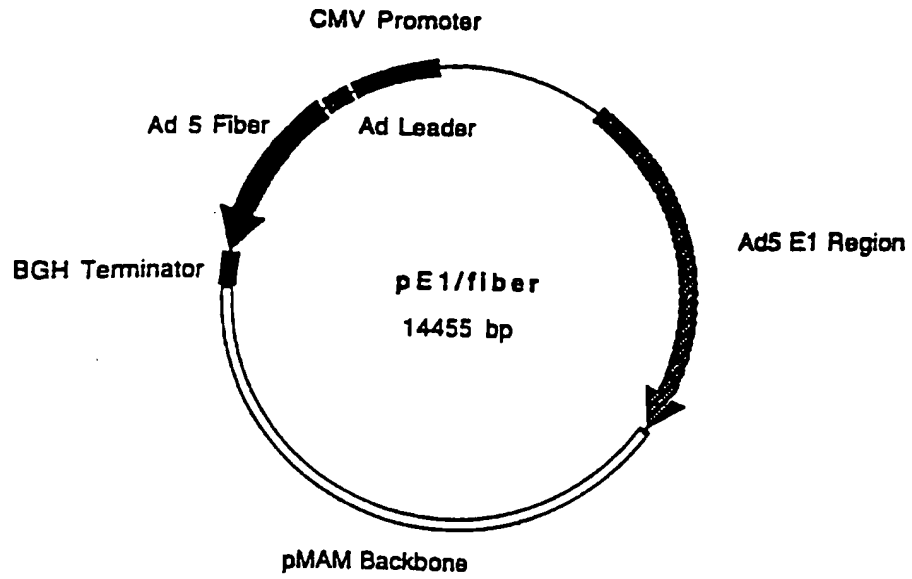 CMV Promoter
Ad 5 Fiber
Ad Leader
Ad5 E1 Region
BGH Terminator
pE1/fiber
14455 bp
pMAM Backbone